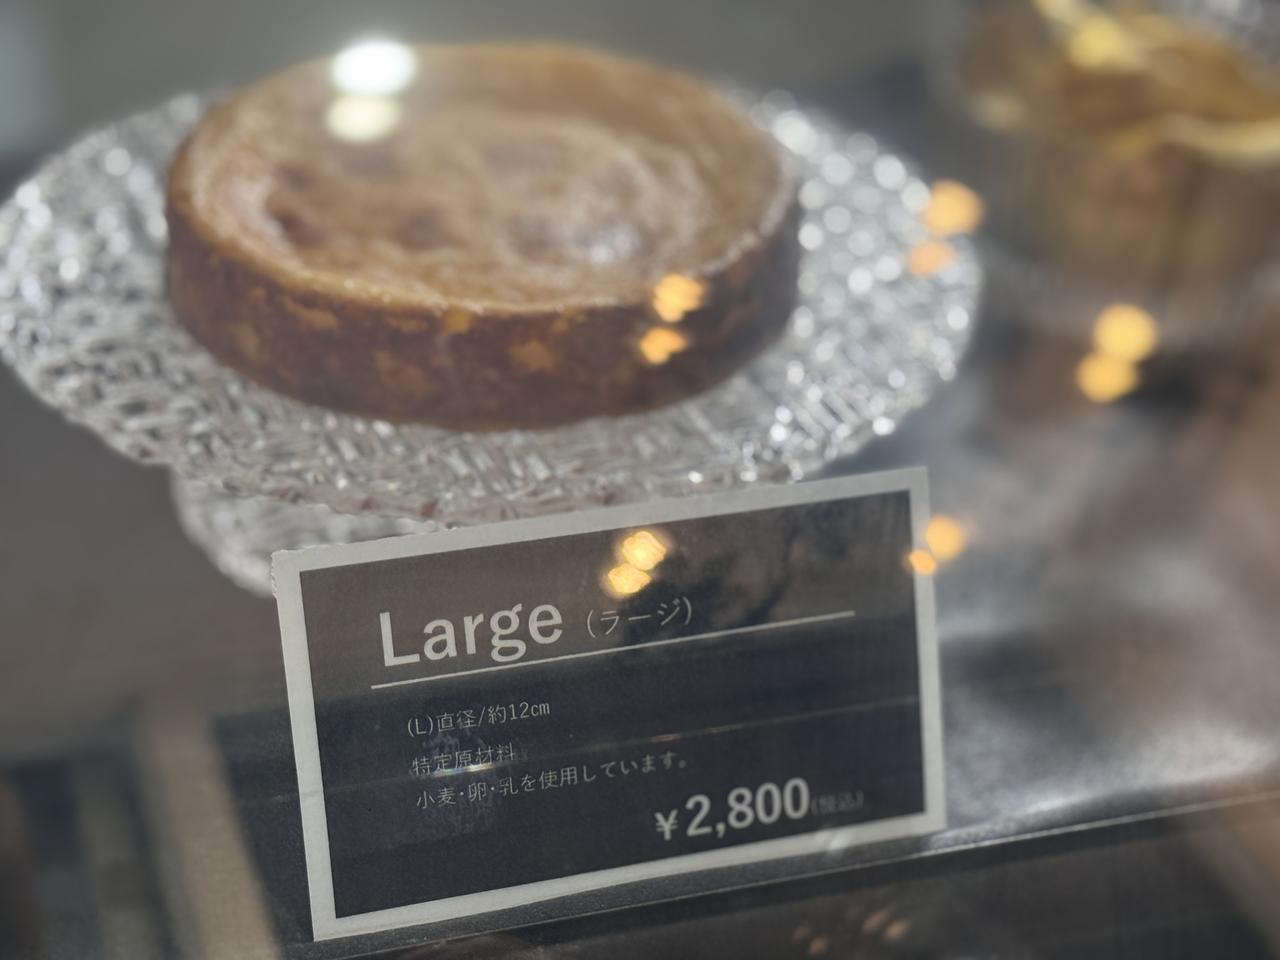 Large (ラージ)
(L)直径/約12cm
特定原材料
小麦・卵・乳を使用しています。
¥2,800(税込)